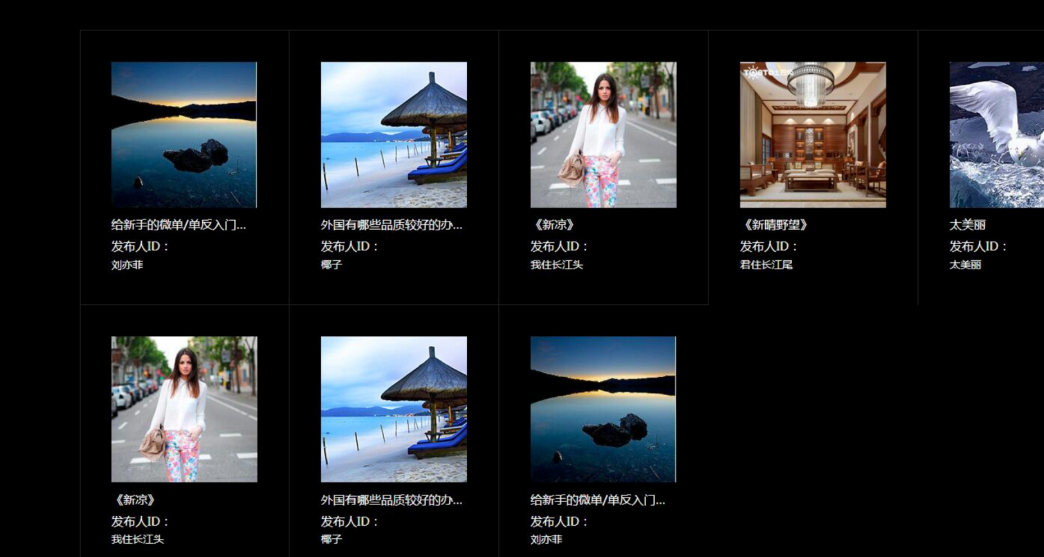 给新手的微单/单反入门...
外国有哪些品质较好的办...
《新凉》
《新晴野望》
太美丽
发布人ID：
发布人ID：
发布人ID：
发布人ID：
发布人ID：
刘亦菲
椰子
我住长江头
君住长江尾
太美丽
《新凉》
外国有哪些品质较好的办...
给新手的微单/单反入门...
发布人ID：
发布人ID：
发布人ID：
我住长江头
椰子
刘亦菲